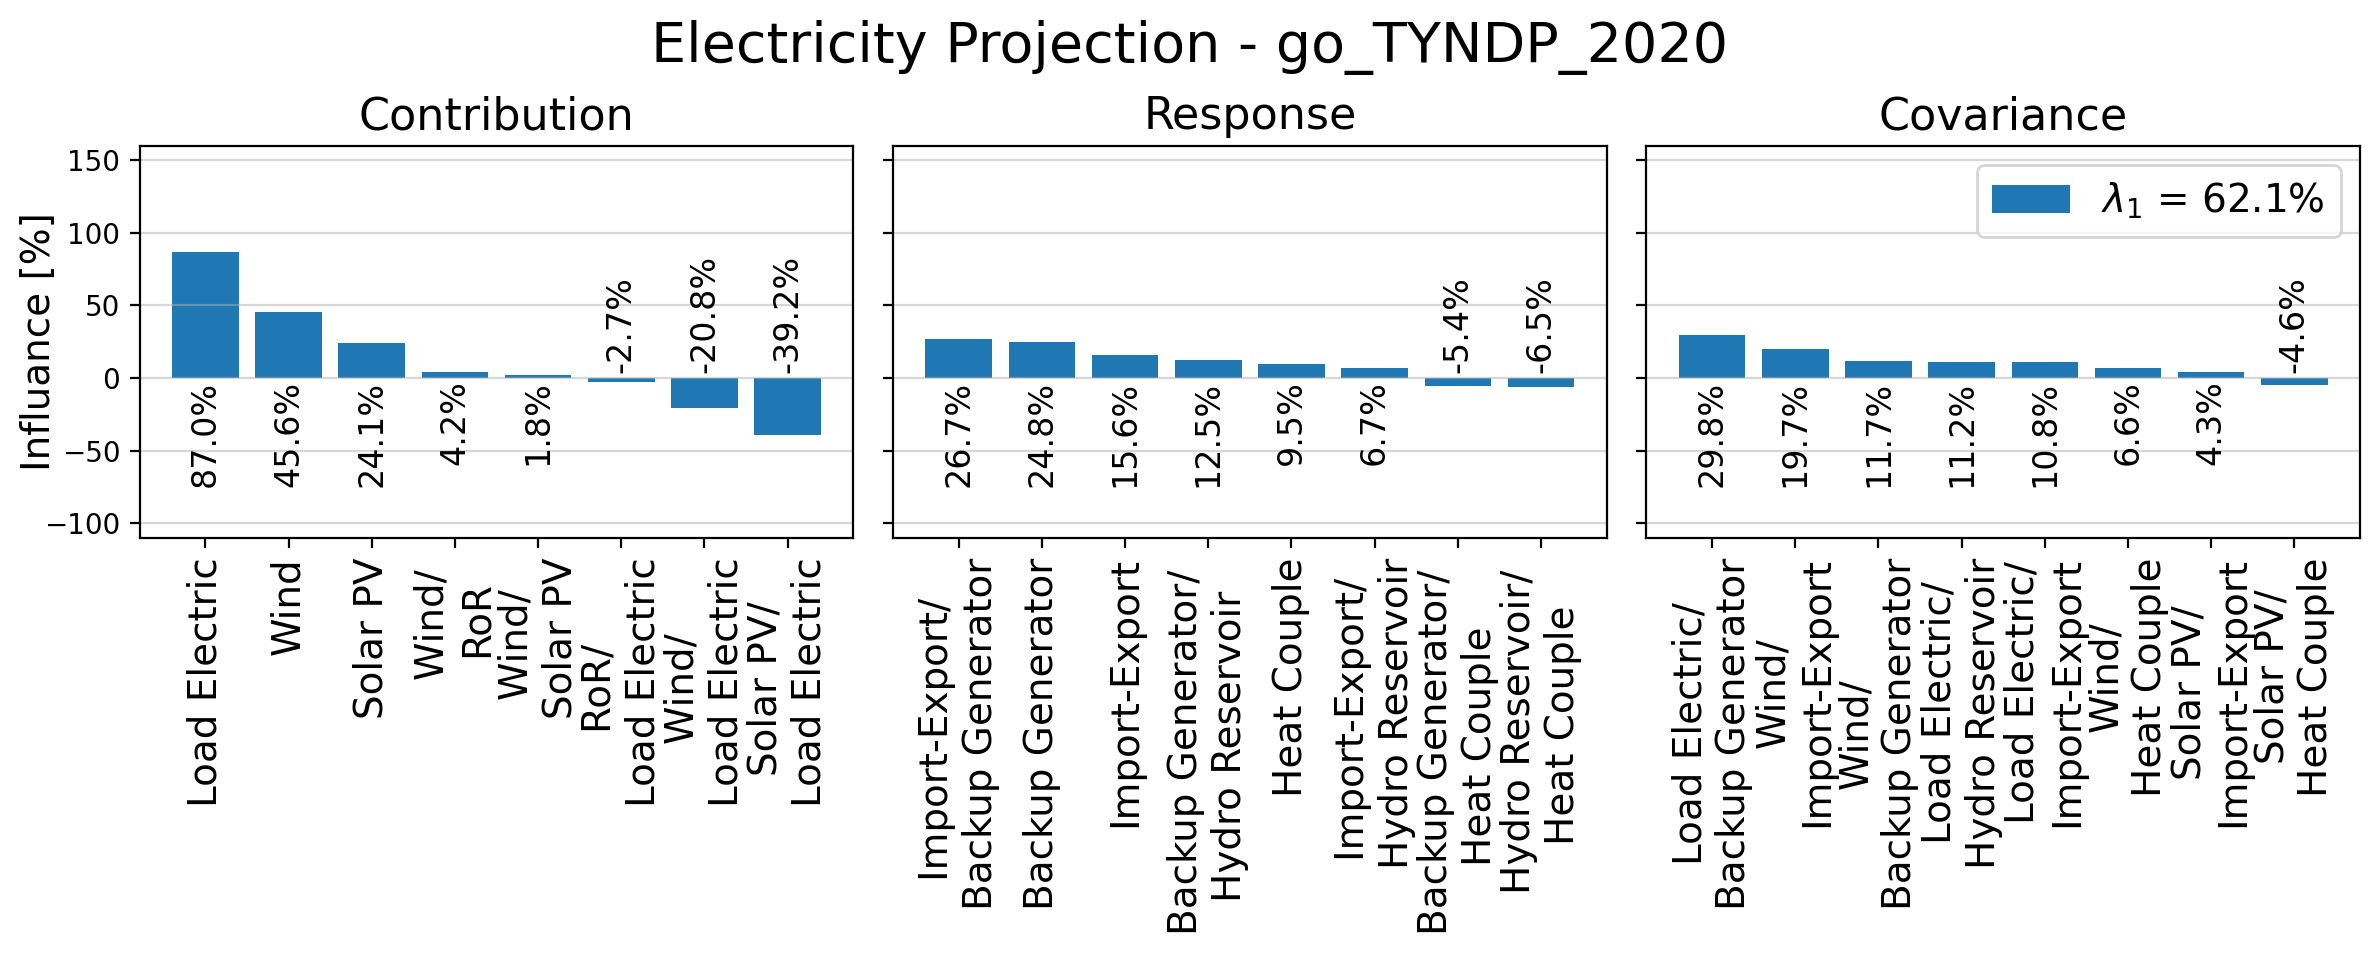 Electricity Projection - go_TYNDP_2020
Contribution
Response
Covariance
Influance [%]
150
100
50
0
−50
−100
87.0%
45.6%
24.1%
4.2%
1.8%
-2.7%
-20.8%
-39.2%
26.7%
24.8%
15.6%
12.5%
9.5%
6.7%
-5.4%
-6.5%
λ₁ = 62.1%
29.8%
19.7%
11.7%
11.2%
10.8%
6.6%
4.3%
-4.6%
Load Electric
Wind
Solar PV
Wind/
RoR
Wind/
Solar PV
RoR/
Load Electric
Wind/
Load Electric
Solar PV/
Load Electric
Import-Export/
Backup Generator
Backup Generator
Import-Export
Backup Generator/
Hydro Reservoir
Heat Couple
Import-Export/
Hydro Reservoir
Backup Generator/
Heat Couple
Hydro Reservoir/
Heat Couple
Load Electric/
Backup Generator
Wind/
Import-Export
Wind/
Backup Generator
Load Electric/
Hydro Reservoir
Load Electric/
Import-Export
Wind/
Heat Couple
Solar PV/
Import-Export
Solar PV/
Heat Couple